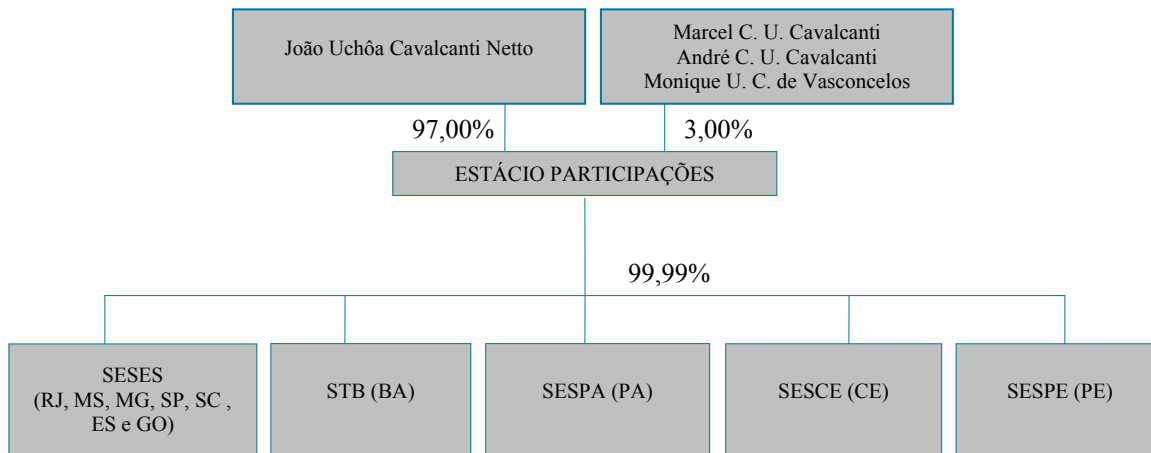 João Uchôa Cavalcanti Netto
Marcel C. U. Cavalcanti
André C. U. Cavalcanti
Monique U. C. de Vasconcelos
97,00%
3,00%
ESTÁCIO PARTICIPAÇÕES
99,99%
SESES
(RJ, MS, MG, SP, SC ,
ES e GO)
STB (BA)
SESPA (PA)
SESCE (CE)
SESPE (PE)